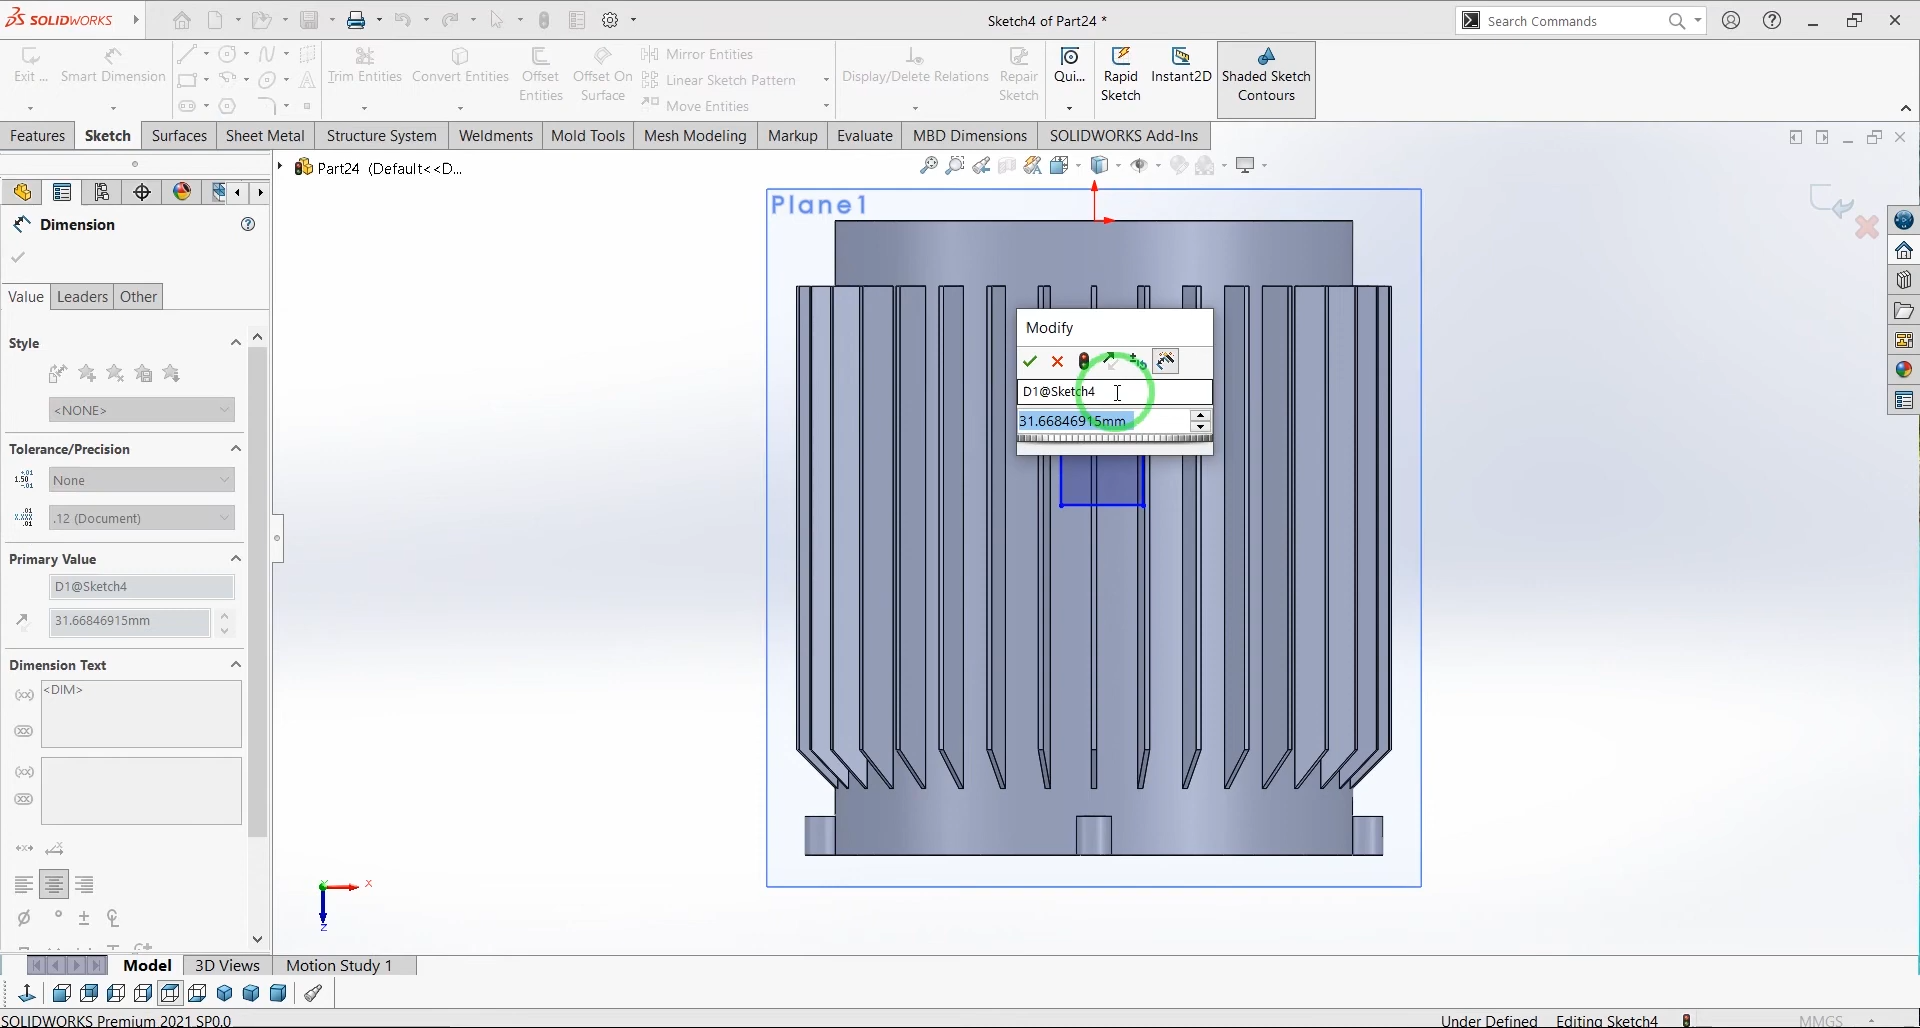 SOLIDWORKS
Sketch4 of Part24 *
Search Commands
Exit ...
Smart Dimension
Trim Entities
Convert Entities
Offset
Entities
Offset On
Surface
Mirror Entities
Linear Sketch Pattern
Move Entities
Display/Delete Relations
Repair
Sketch
Qui...
Rapid
Sketch
Instant2D
Shaded Sketch
Contours
Features
Sketch
Surfaces
Sheet Metal
Structure System
Weldments
Mold Tools
Mesh Modeling
Markup
Evaluate
MBD Dimensions
SOLIDWORKS Add-Ins
Part24 (Default<<D...
Dimension
Value
Leaders
Other
Style
<NONE>
Tolerance/Precision
None
.12 (Document)
Primary Value
D1@Sketch4
31.66846915mm
Dimension Text
<DIM>
Plane1
Modify
D1@Sketch4
31.66846915mm
X
Z
Model
3D Views
Motion Study 1
SOLIDWORKS Premium 2021 SP0.0
Under Defined
Editing Sketch4
MMGS